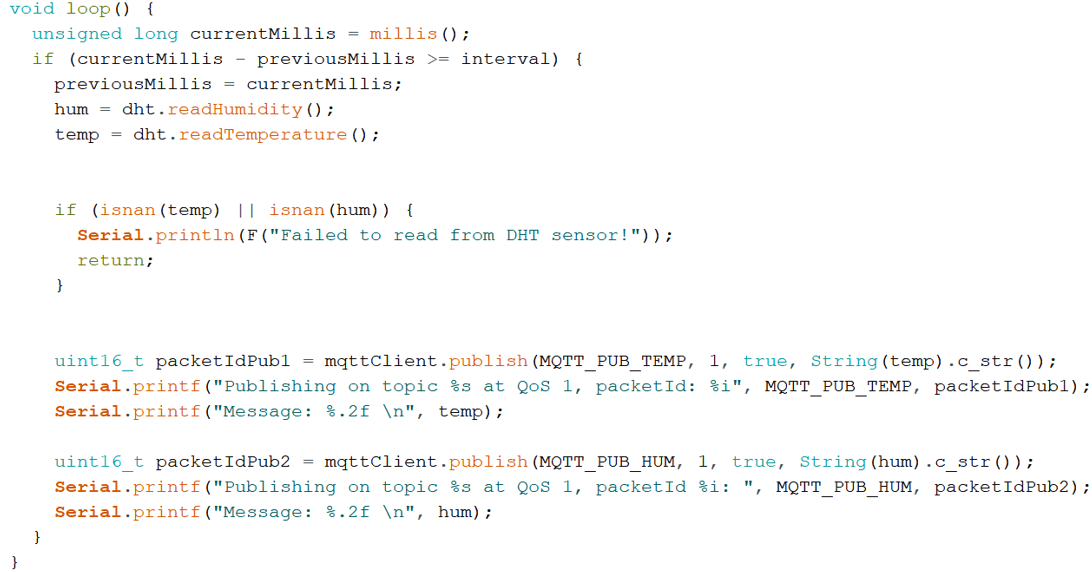 void loop() {
  unsigned long currentMillis = millis();
  if (currentMillis - previousMillis >= interval) {
    previousMillis = currentMillis;
    hum = dht.readHumidity();
    temp = dht.readTemperature();
    if (isnan(temp) || isnan(hum)) {
      Serial.println(F("Failed to read from DHT sensor!"));
      return;
    }
    uint16_t packetIdPub1 = mqttClient.publish(MQTT_PUB_TEMP, 1, true, String(temp).c_str());
    Serial.printf("Publishing on topic %s at QoS 1, packetId: %i", MQTT_PUB_TEMP, packetIdPub1);
    Serial.printf("Message: %.2f \n", temp);
    uint16_t packetIdPub2 = mqttClient.publish(MQTT_PUB_HUM, 1, true, String(hum).c_str());
    Serial.printf("Publishing on topic %s at QoS 1, packetId %i: ", MQTT_PUB_HUM, packetIdPub2);
    Serial.printf("Message: %.2f \n", hum);
  }
}